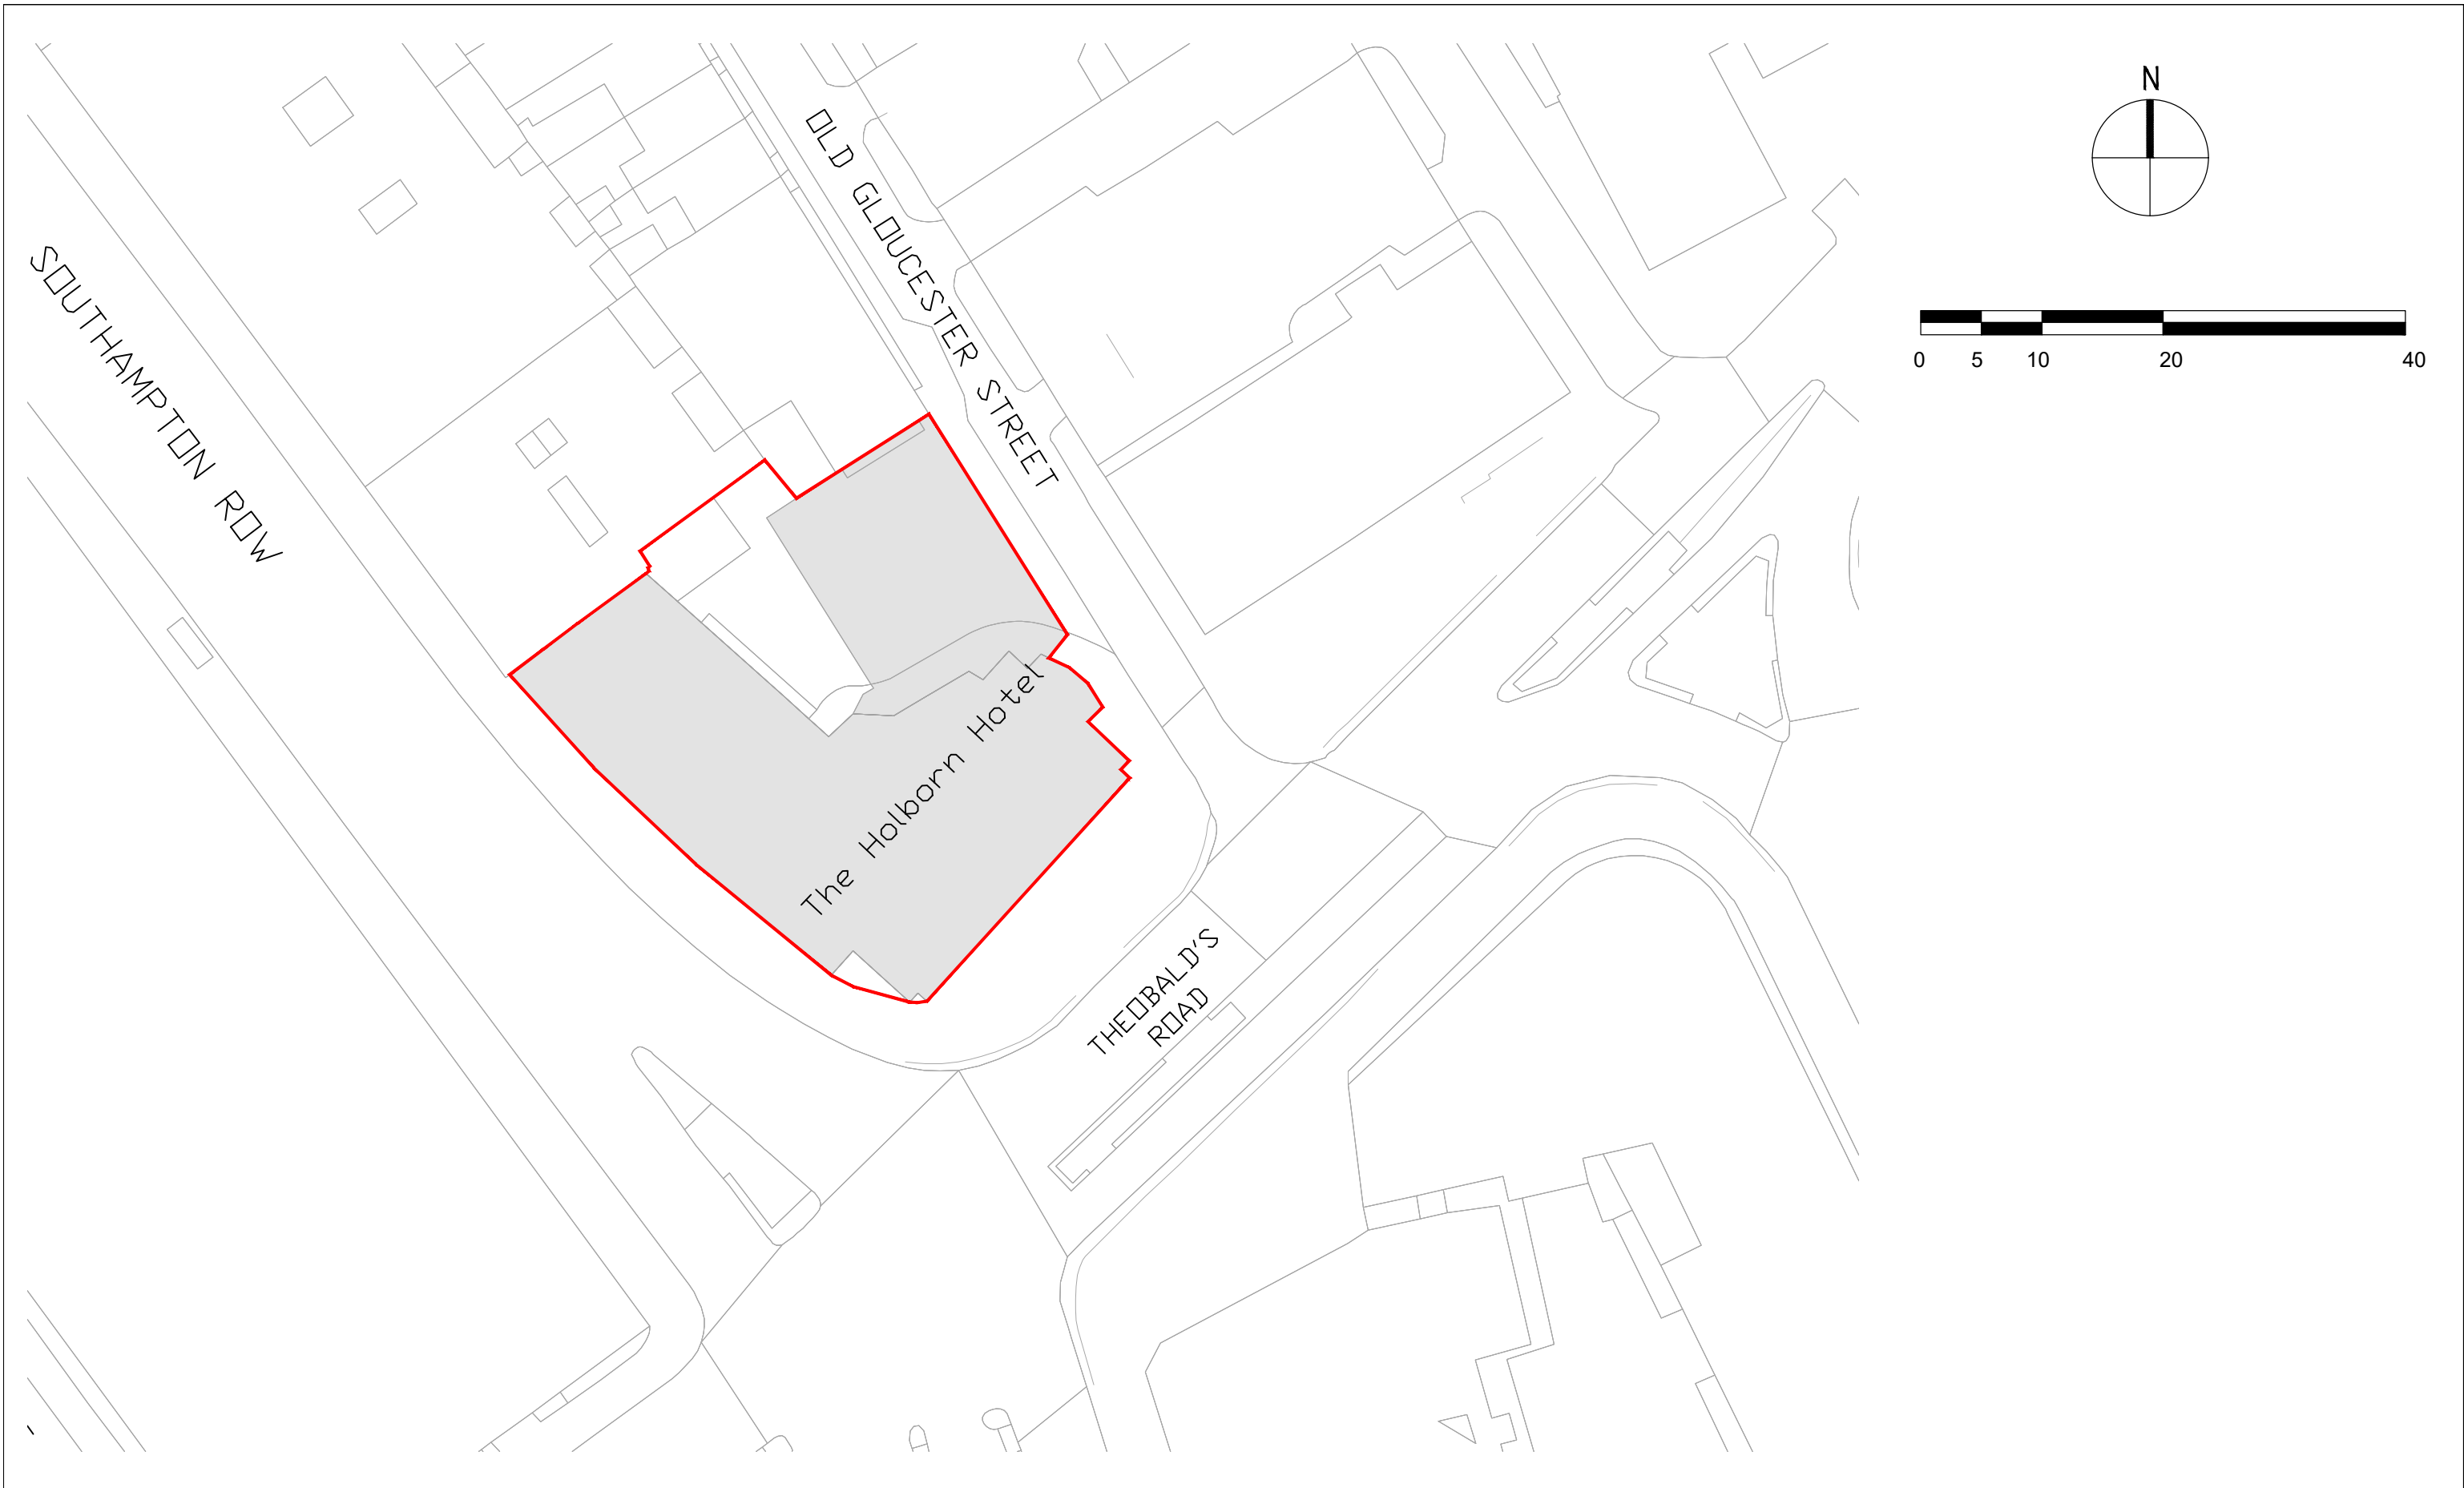 N
OLD GLOUCESTER STREET
SOUTHAMPTON ROW
0 5 10 20 40
The Holborn Hotel
THEOBALD'S
ROAD